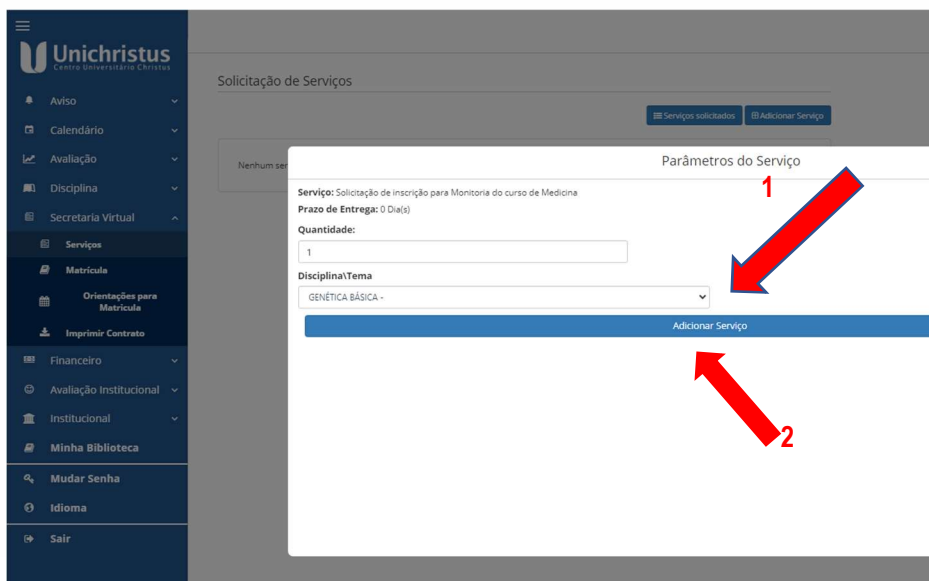 Unichristus
Centro Universitário Christus
Aviso
Calendário
Avaliação
Disciplina
Secretaria Virtual
Serviços
Matrícula
Orientações para
Matrícula
Imprimir Contrato
Financeiro
Avaliação Institucional
Institucional
Minha Biblioteca
Mudar Senha
Idioma
Sair
Solicitação de Serviços
Serviços solicitados
Adicionar Serviço
Nenhum ser
Parâmetros do Serviço
1
Serviço: Solicitação de inscrição para Monitoria do curso de Medicina
Prazo de Entrega: 0 Dia(s)
Quantidade:
1
Disciplina\Tema
GENÉTICA BÁSICA -
Adicionar Serviço
2